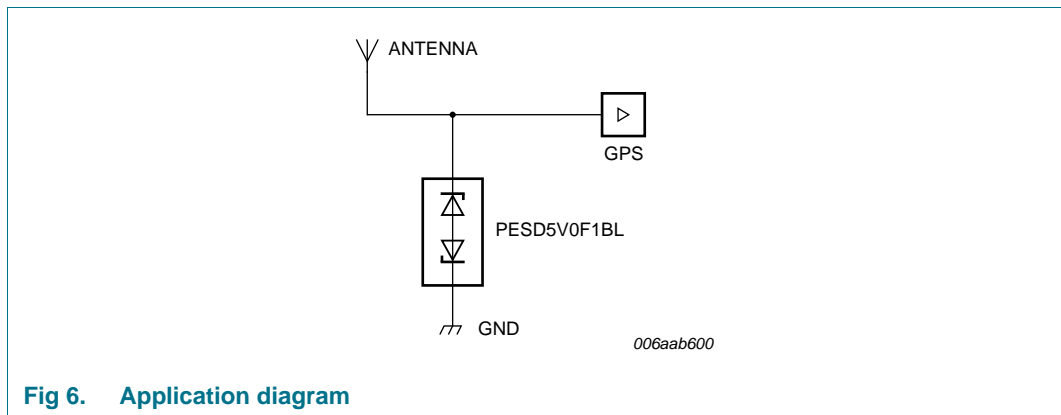 ANTENNA
GPS
PESD5V0F1BL
GND
006aab600
Fig 6. Application diagram